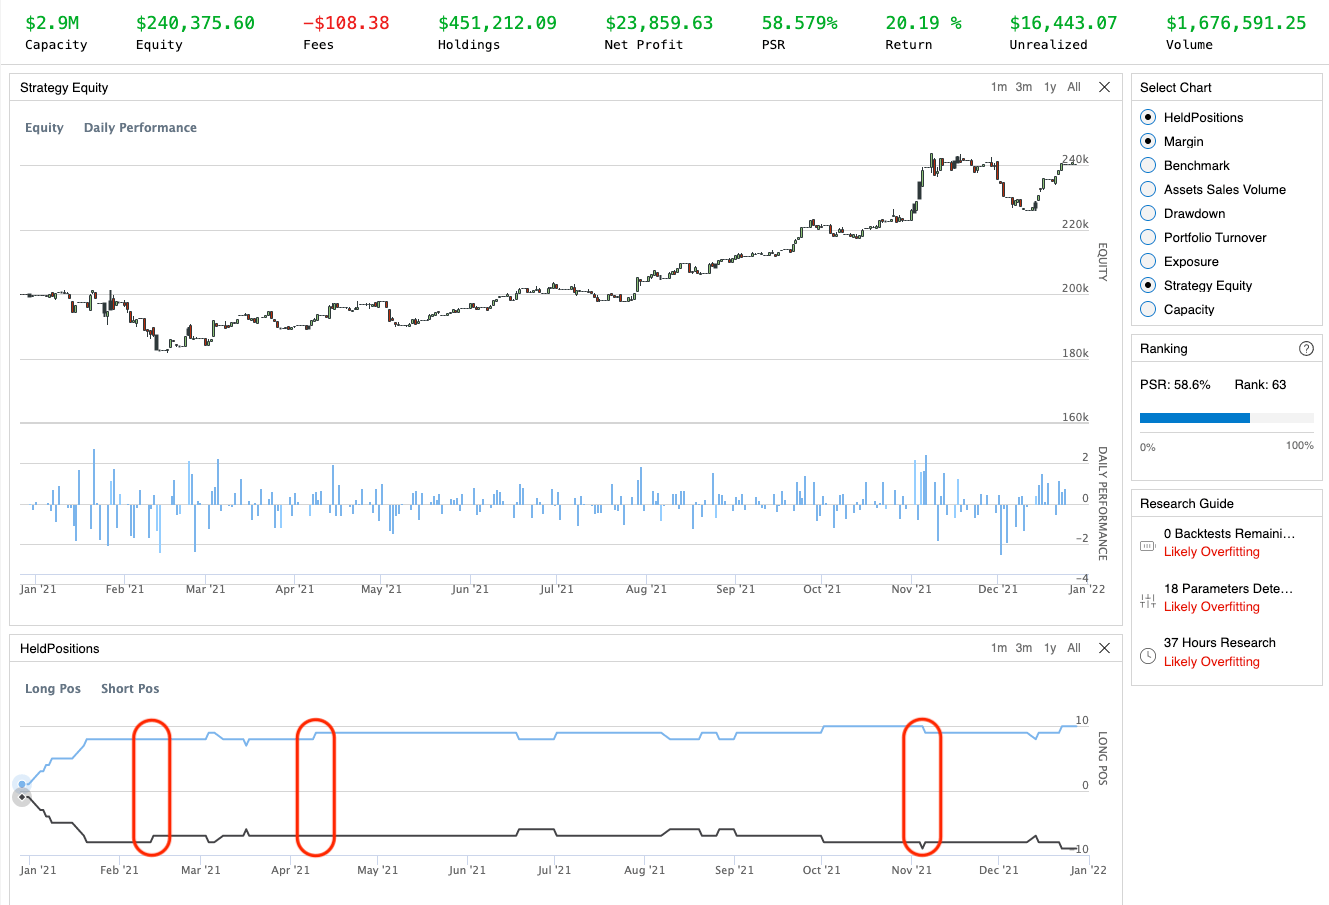 $2.9M $240,375.60 −$108.38 $451,212.09 $23,859.63 58.579% 20.19 % $16,443.07 $1,676,591.25
Capacity Equity Fees Holdings Net Profit PSR Return Unrealized Volume
Strategy Equity 1m 3m 1y All
Equity Daily Performance
240k
220k
200k
180k
160k
EQUITY
2
0
−2
−4
DAILY PERFORMANCE
Jan '21 Feb '21 Mar '21 Apr '21 May '21 Jun '21 Jul '21 Aug '21 Sep '21 Oct '21 Nov '21 Dec '21 Jan '22
HeldPositions 1m 3m 1y All
Long Pos Short Pos
10
0
−10
LONG POS
Jan '21 Feb '21 Mar '21 Apr '21 May '21 Jun '21 Jul '21 Aug '21 Sep '21 Oct '21 Nov '21 Dec '21 Jan '22
Select Chart
HeldPositions
Margin
Benchmark
Assets Sales Volume
Drawdown
Portfolio Turnover
Exposure
Strategy Equity
Capacity
Ranking ?
PSR: 58.6% Rank: 63
0% 100%
Research Guide
0 Backtests Remaini...
Likely Overfitting
18 Parameters Dete...
Likely Overfitting
37 Hours Research
Likely Overfitting